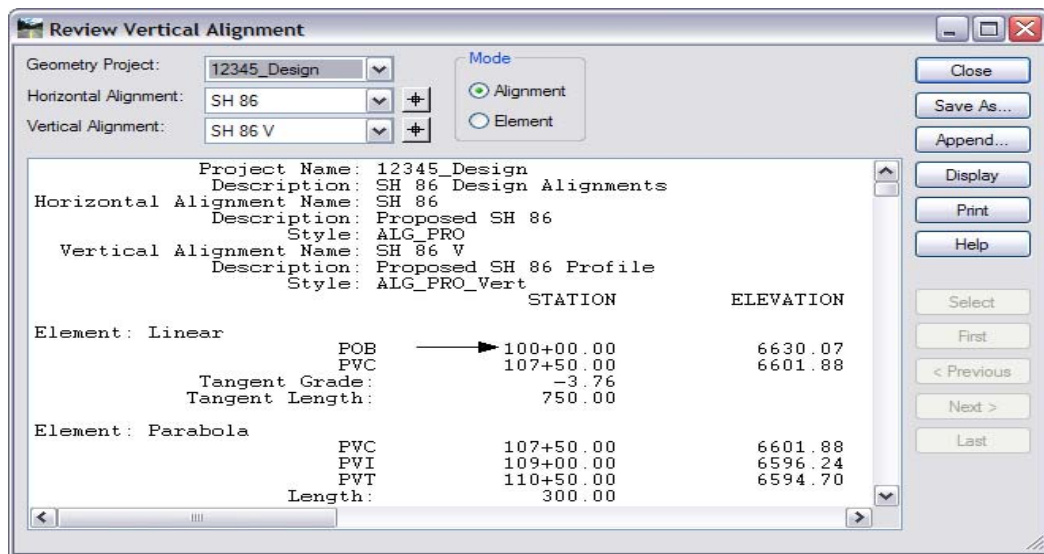 Review Vertical Alignment
Geometry Project: 12345_Design
Horizontal Alignment: SH 86
Vertical Alignment: SH 86 V
Mode
Alignment
Element
Close
Save As...
Append...
Display
Print
Help
Select
First
< Previous
Next >
Last
Project Name: 12345_Design
Description: SH 86 Design Alignments
Horizontal Alignment Name: SH 86
Description: Proposed SH 86
Style: ALG_PRO
Vertical Alignment Name: SH 86 V
Description: Proposed SH 86 Profile
Style: ALG_PRO_Vert
STATION ELEVATION
Element: Linear
POB 100+00.00 6630.07
PVC 107+50.00 6601.88
Tangent Grade: -3.76
Tangent Length: 750.00
Element: Parabola
PVC 107+50.00 6601.88
PVI 109+00.00 6596.24
PVT 110+50.00 6594.70
Length: 300.00